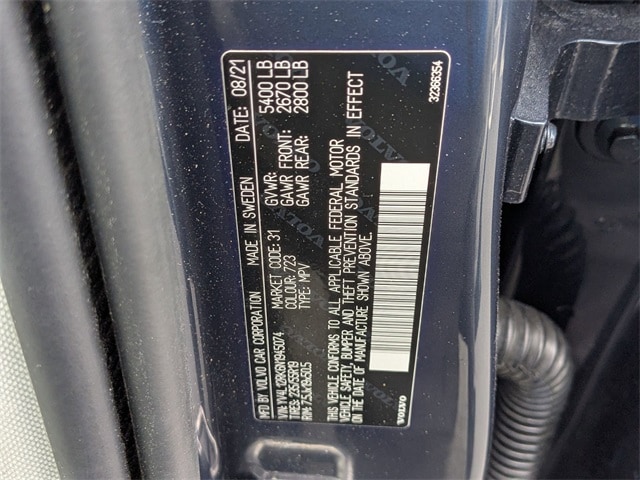 MFD BY VOLVO CAR CORPORATION MADE IN SWEDEN DATE: 08/21
GVWR: 5400 LB
MARKET CODE: 31 GAWR FRONT: 2670 LB
COLOUR: 723 GAWR REAR: 2800 LB
TYPE: MPV
THIS VEHICLE CONFORMS TO ALL APPLICABLE FEDERAL MOTOR
VEHICLE SAFETY, BUMPER AND THEFT PREVENTION STANDARDS IN EFFECT
ON THE DATE OF MANUFACTURE SHOWN ABOVE.
VOLVO
32366354